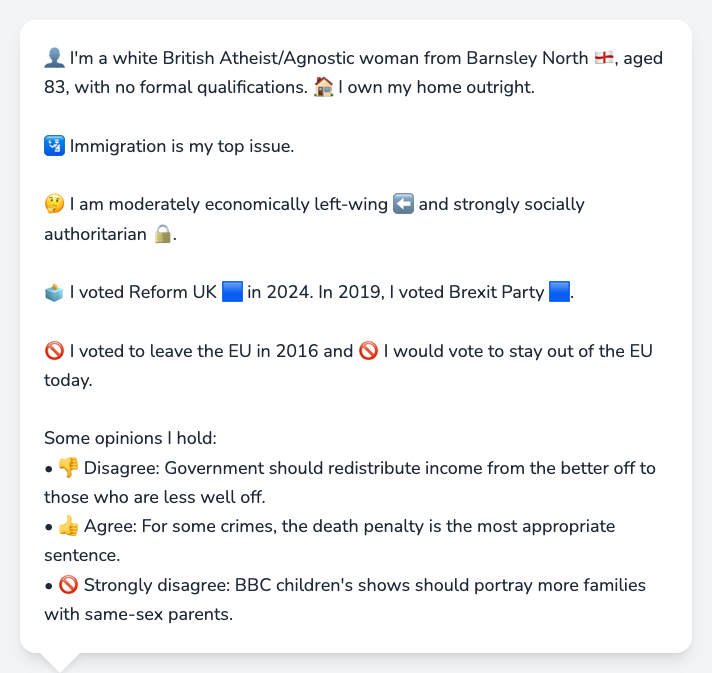 👤 I'm a white British Atheist/Agnostic woman from Barnsley North 🏴󠁧󠁢󠁥󠁮󠁧󠁿, aged
83, with no formal qualifications. 🏠 I own my home outright.
🛂 Immigration is my top issue.
🤔 I am moderately economically left-wing ⬅️ and strongly socially
authoritarian 🔒.
🗳️ I voted Reform UK 🟦 in 2024. In 2019, I voted Brexit Party 🟦.
🚫 I voted to leave the EU in 2016 and 🚫 I would vote to stay out of the EU
today.
Some opinions I hold:
• 👎 Disagree: Government should redistribute income from the better off to
those who are less well off.
• 👍 Agree: For some crimes, the death penalty is the most appropriate
sentence.
• 🚫 Strongly disagree: BBC children's shows should portray more families
with same-sex parents.